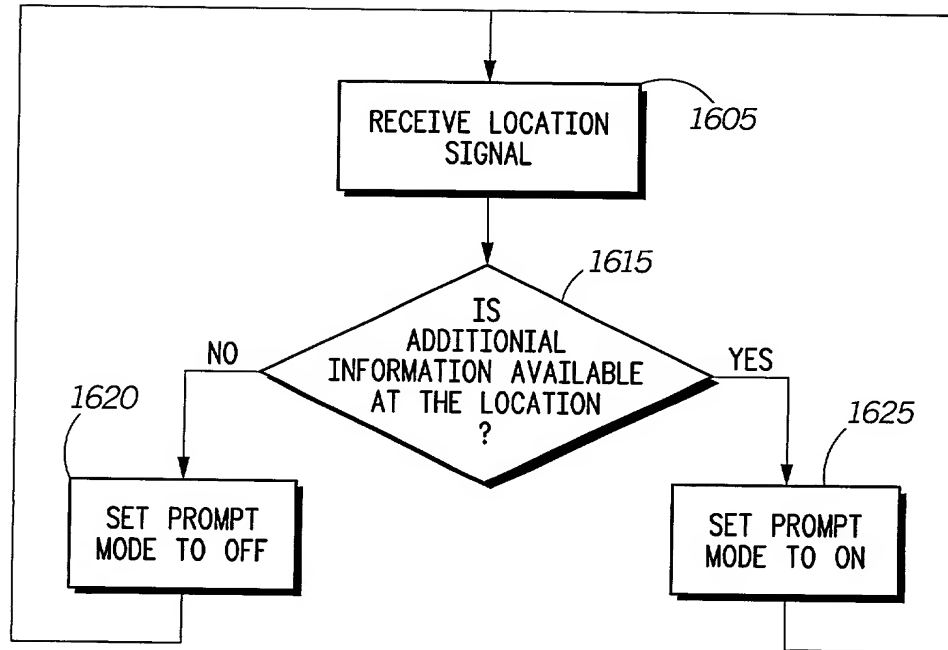 RECEIVE LOCATION
SIGNAL
1605
1615
IS
ADDITIONIAL
INFORMATION AVAILABLE
AT THE LOCATION
?
NO
YES
1620
SET PROMPT
MODE TO OFF
1625
SET PROMPT
MODE TO ON